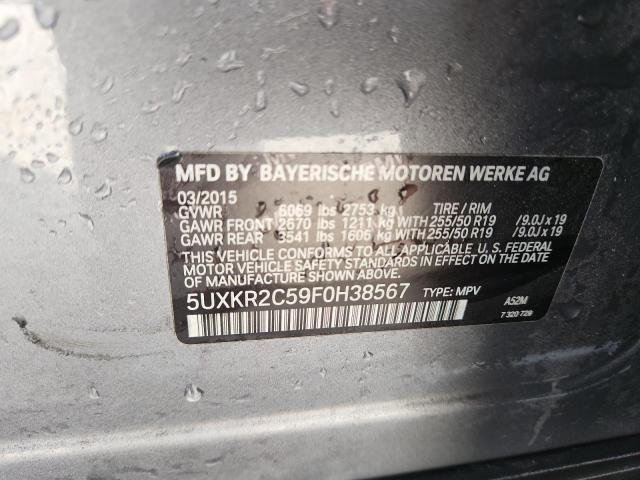 MFD BY BAYERISCHE MOTOREN WERKE AG
03/2015
GVWR 6069 lbs 2753 kg TIRE / RIM
GAWR FRONT 2670 lbs 1211 kg WITH 255/50 R19 /9.0J x 19
GAWR REAR 3541 lbs 1606 kg WITH 255/50 R19 /9.0J x 19
THIS VEHICLE CONFORMS TO ALL APPLICABLE U. S. FEDERAL
MOTOR VEHICLE SAFETY STANDARDS IN EFFECT ON THE
DATE OF MANUFACTURE SHOWN ABOVE.
5UXKR2C59F0H38567 TYPE: MPV
A52M
7 320 729